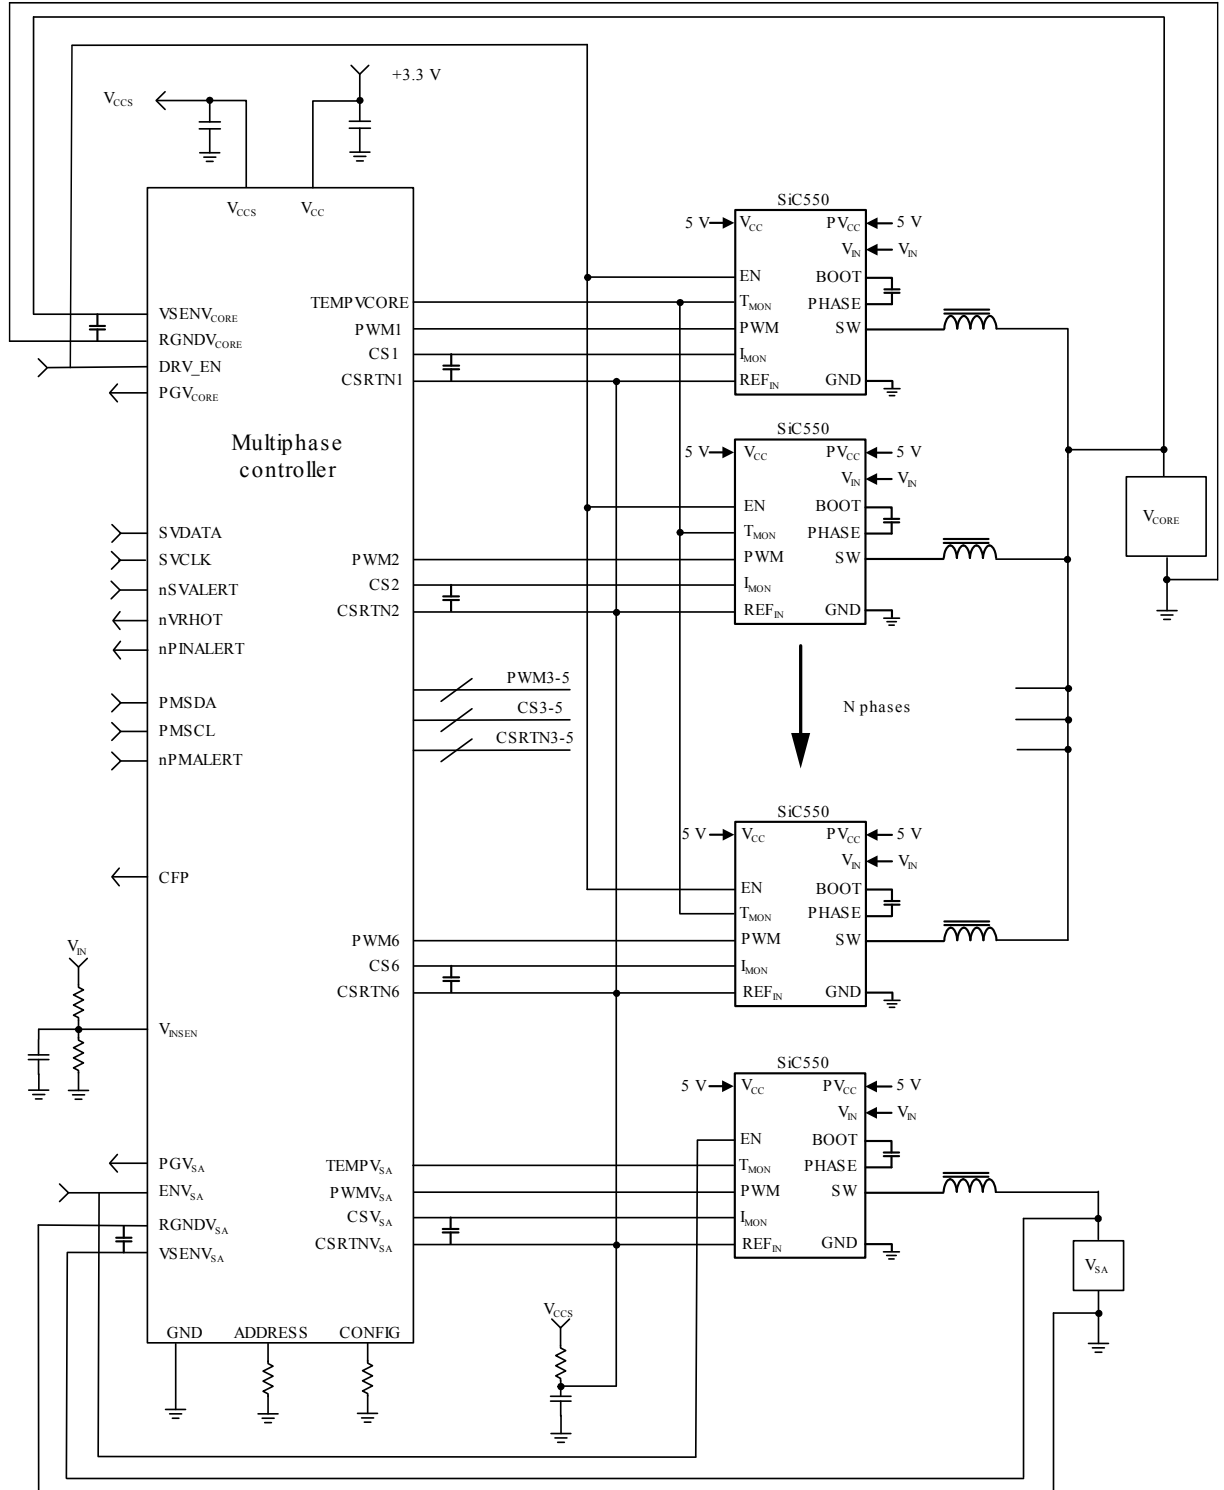 +3.3 V
VCCS
VCCS
VCC
VSENVCORE
RGNDVCORE
DRV_EN
PGVCORE
TEMPVCORE
PWM1
CS1
CSRTN1
Multiphase
controller
SVDATA
SVCLK
nSVALERT
nVRHOT
nPINALERT
PMSDA
PMSCL
nPMALERT
CFP
VIN
VINSEN
PGVSA
ENVSA
RGNDVSA
VSENVSA
PWM2
CS2
CSRTN2
PWM3-5
CS3-5
CSRTN3-5
PWM6
CS6
CSRTN6
TEMPVSA
PWMVSA
CSVSA
CSRTNVSA
GND
ADDRESS
CONFIG
VCCS
SiC550
5 V
VCC
PVCC
5 V
VIN
VIN
EN
BOOT
TMON
PHASE
PWM
SW
IMON
REFIN
GND
SiC550
5 V
VCC
PVCC
5 V
VIN
VIN
EN
BOOT
TMON
PHASE
PWM
SW
IMON
REFIN
GND
VCORE
N phases
SiC550
5 V
VCC
PVCC
5 V
VIN
VIN
EN
BOOT
TMON
PHASE
PWM
SW
IMON
REFIN
GND
SiC550
5 V
VCC
PVCC
5 V
VIN
VIN
EN
BOOT
TMON
PHASE
PWM
SW
IMON
REFIN
GND
VSA